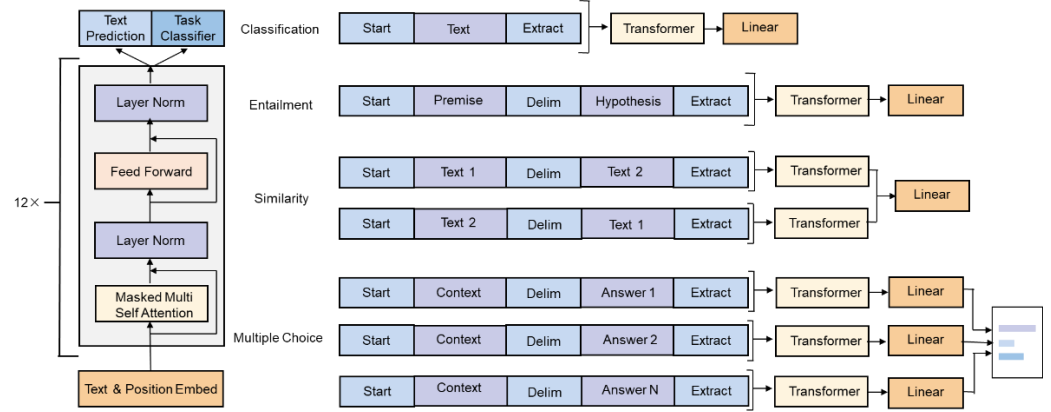 Text
Prediction
Task
Classifier
12×
Layer Norm
Feed Forward
Layer Norm
Masked Multi
Self Attention
Text & Position Embed
Classification
Start
Text
Extract
Transformer
Linear
Entailment
Start
Premise
Delim
Hypothesis
Extract
Transformer
Linear
Similarity
Start
Text 1
Delim
Text 2
Extract
Transformer
Start
Text 2
Delim
Text 1
Extract
Transformer
Linear
Multiple Choice
Start
Context
Delim
Answer 1
Extract
Transformer
Linear
Start
Context
Delim
Answer 2
Extract
Transformer
Linear
Start
Context
Delim
Answer N
Extract
Transformer
Linear